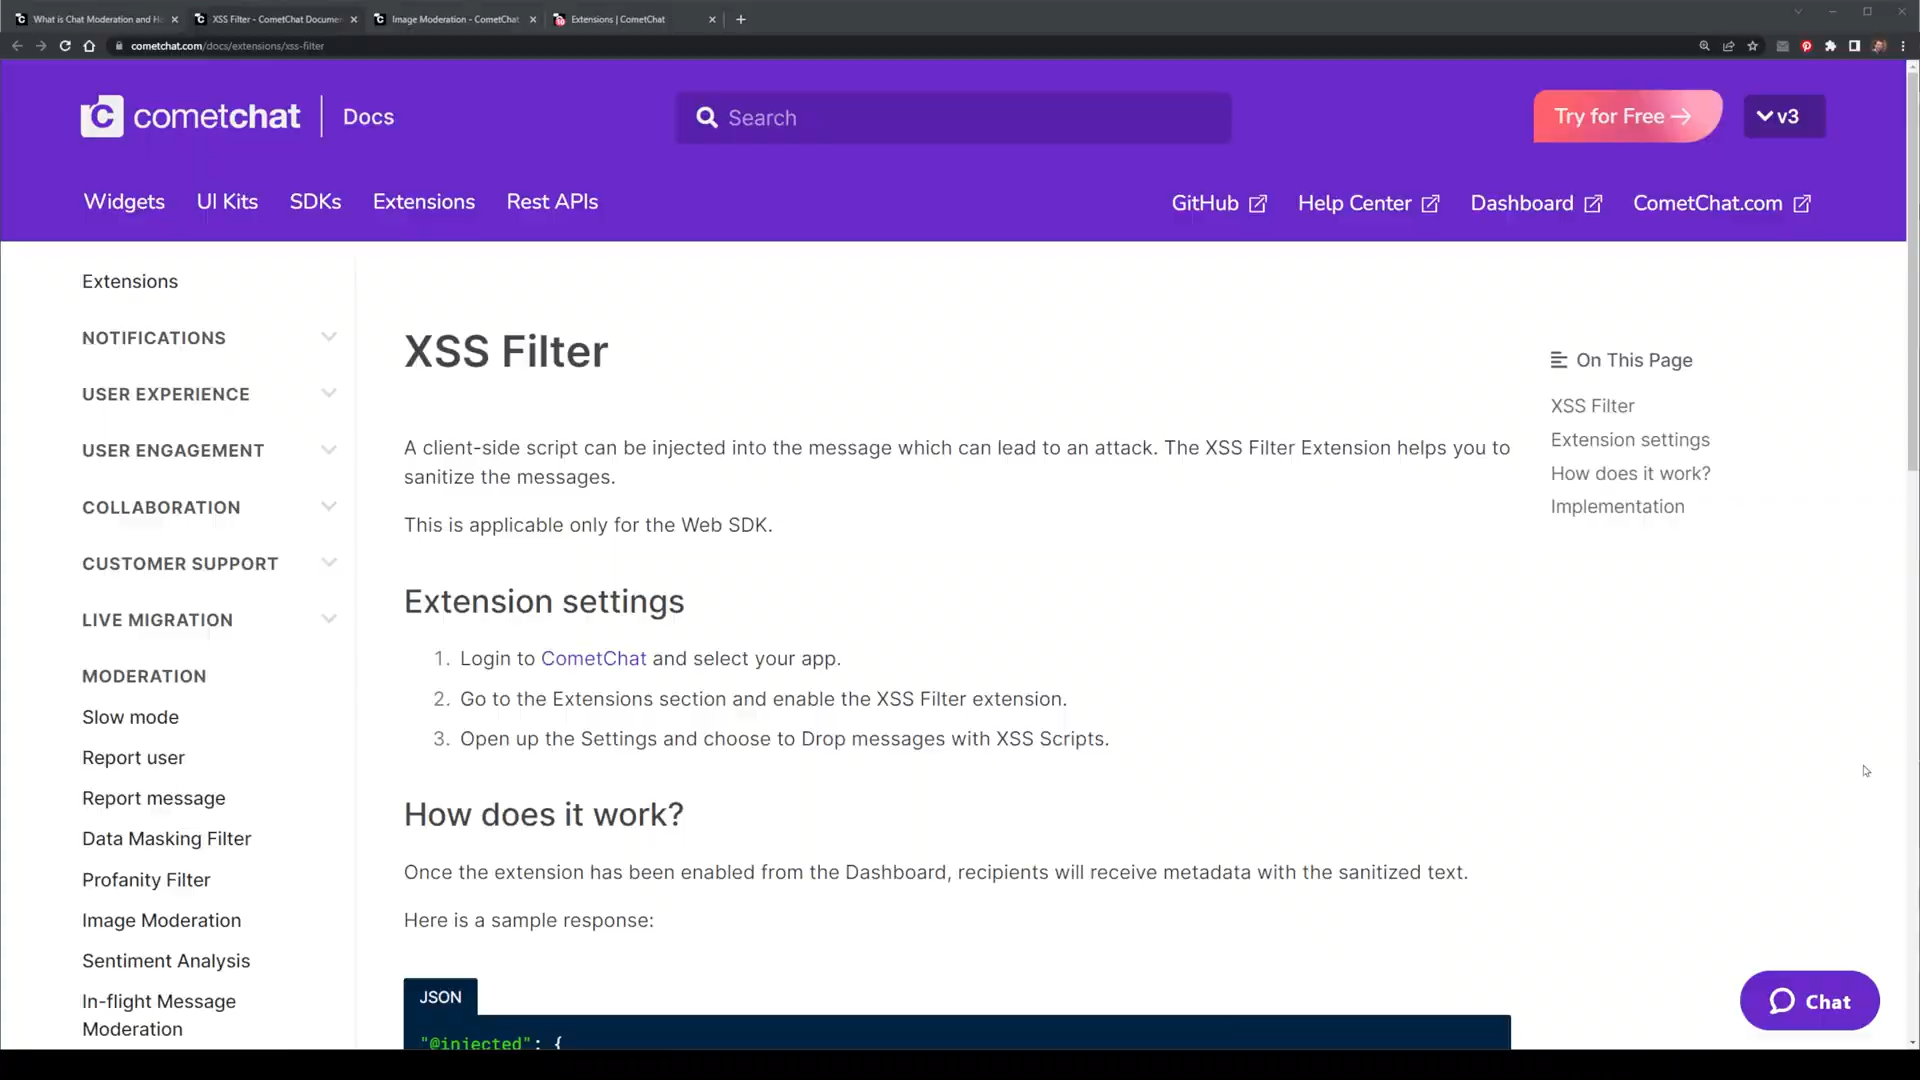 What is Chat Moderation and H
XSS Filter - CometChat Documen
Image Moderation - CometChat
Extensions | CometChat
cometchat.com/docs/extensions/xss-filter
cometchat
Docs
Search
Try for Free →
v3
Widgets
UI Kits
SDKs
Extensions
Rest APIs
GitHub
Help Center
Dashboard
CometChat.com
Extensions
NOTIFICATIONS
USER EXPERIENCE
USER ENGAGEMENT
COLLABORATION
CUSTOMER SUPPORT
LIVE MIGRATION
MODERATION
Slow mode
Report user
Report message
Data Masking Filter
Profanity Filter
Image Moderation
Sentiment Analysis
In-flight Message
Moderation
XSS Filter
A client-side script can be injected into the message which can lead to an attack. The XSS Filter Extension helps you to
sanitize the messages.
This is applicable only for the Web SDK.
Extension settings
1. Login to CometChat and select your app.
2. Go to the Extensions section and enable the XSS Filter extension.
3. Open up the Settings and choose to Drop messages with XSS Scripts.
How does it work?
Once the extension has been enabled from the Dashboard, recipients will receive metadata with the sanitized text.
Here is a sample response:
JSON
"@injected": {
On This Page
XSS Filter
Extension settings
How does it work?
Implementation
Chat